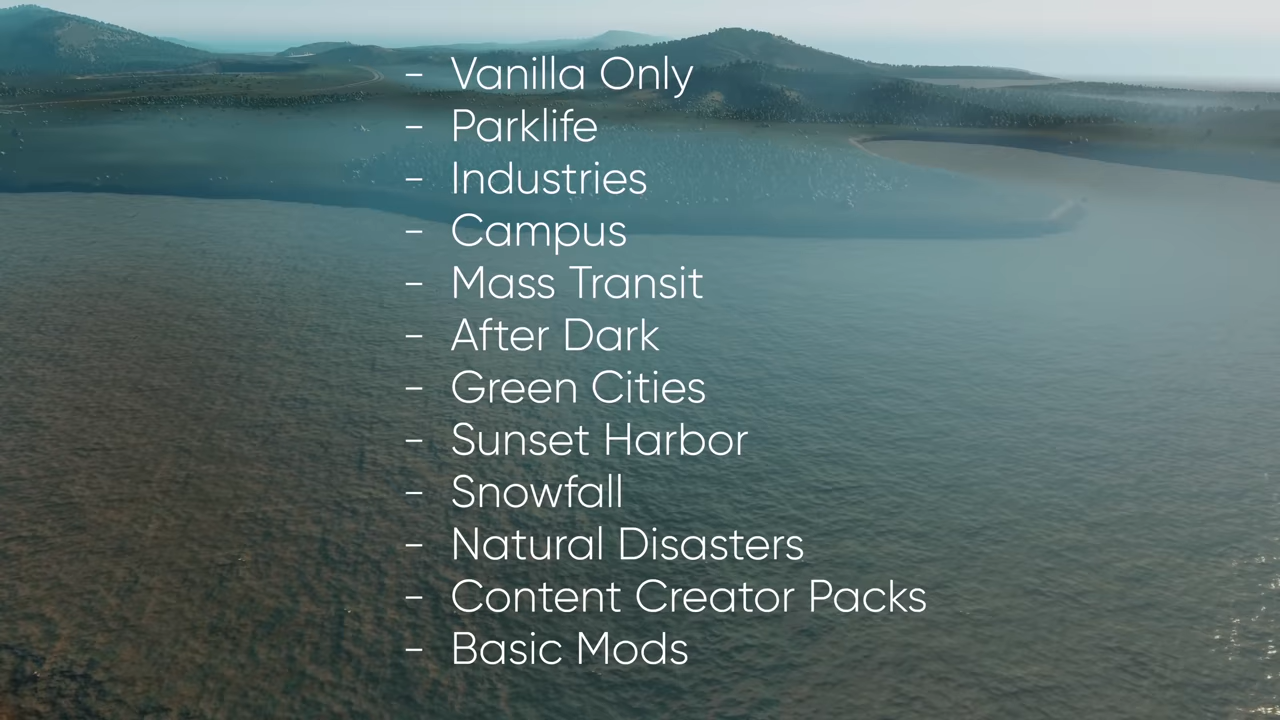 - Vanilla Only
- Parklife
- Industries
- Campus
- Mass Transit
- After Dark
- Green Cities
- Sunset Harbor
- Snowfall
- Natural Disasters
- Content Creator Packs
- Basic Mods